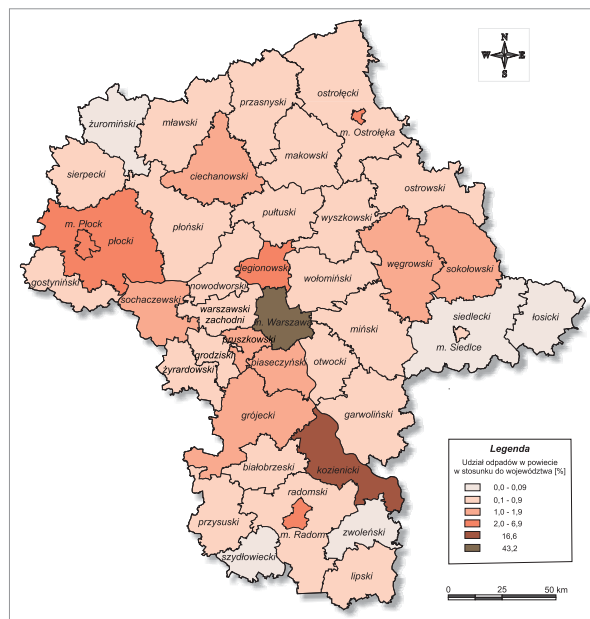 N
W E
S
ostrołęcki
przasnyski
żuromiński
mławski
m. Ostrołęka
makowski
sierpecki
ciechanowski
ostrowski
pułtuski
wyszkowski
m. Płock
płocki
płoński
legionowski
węgrowski
sokołowski
gostyniński
nowodworski
wołomiński
sochaczewski
warszawski
zachodni
m. Warszawa
siedlecki
łosicki
miński
pruszkowski
m. Siedlce
grodziski
piaseczyński
otwocki
żyrardowski
grójecki
garwoliński
białobrzeski
kozienicki
radomski
przysuski
m. Radom
zwoleński
szydłowiecki
lipski
Legenda
Udział odpadów w powiecie
w stosunku do województwa [%]
0,0 - 0,09
0,1 - 0,9
1,0 - 1,9
2,0 - 6,9
16,6
43,2
0 25 50 km